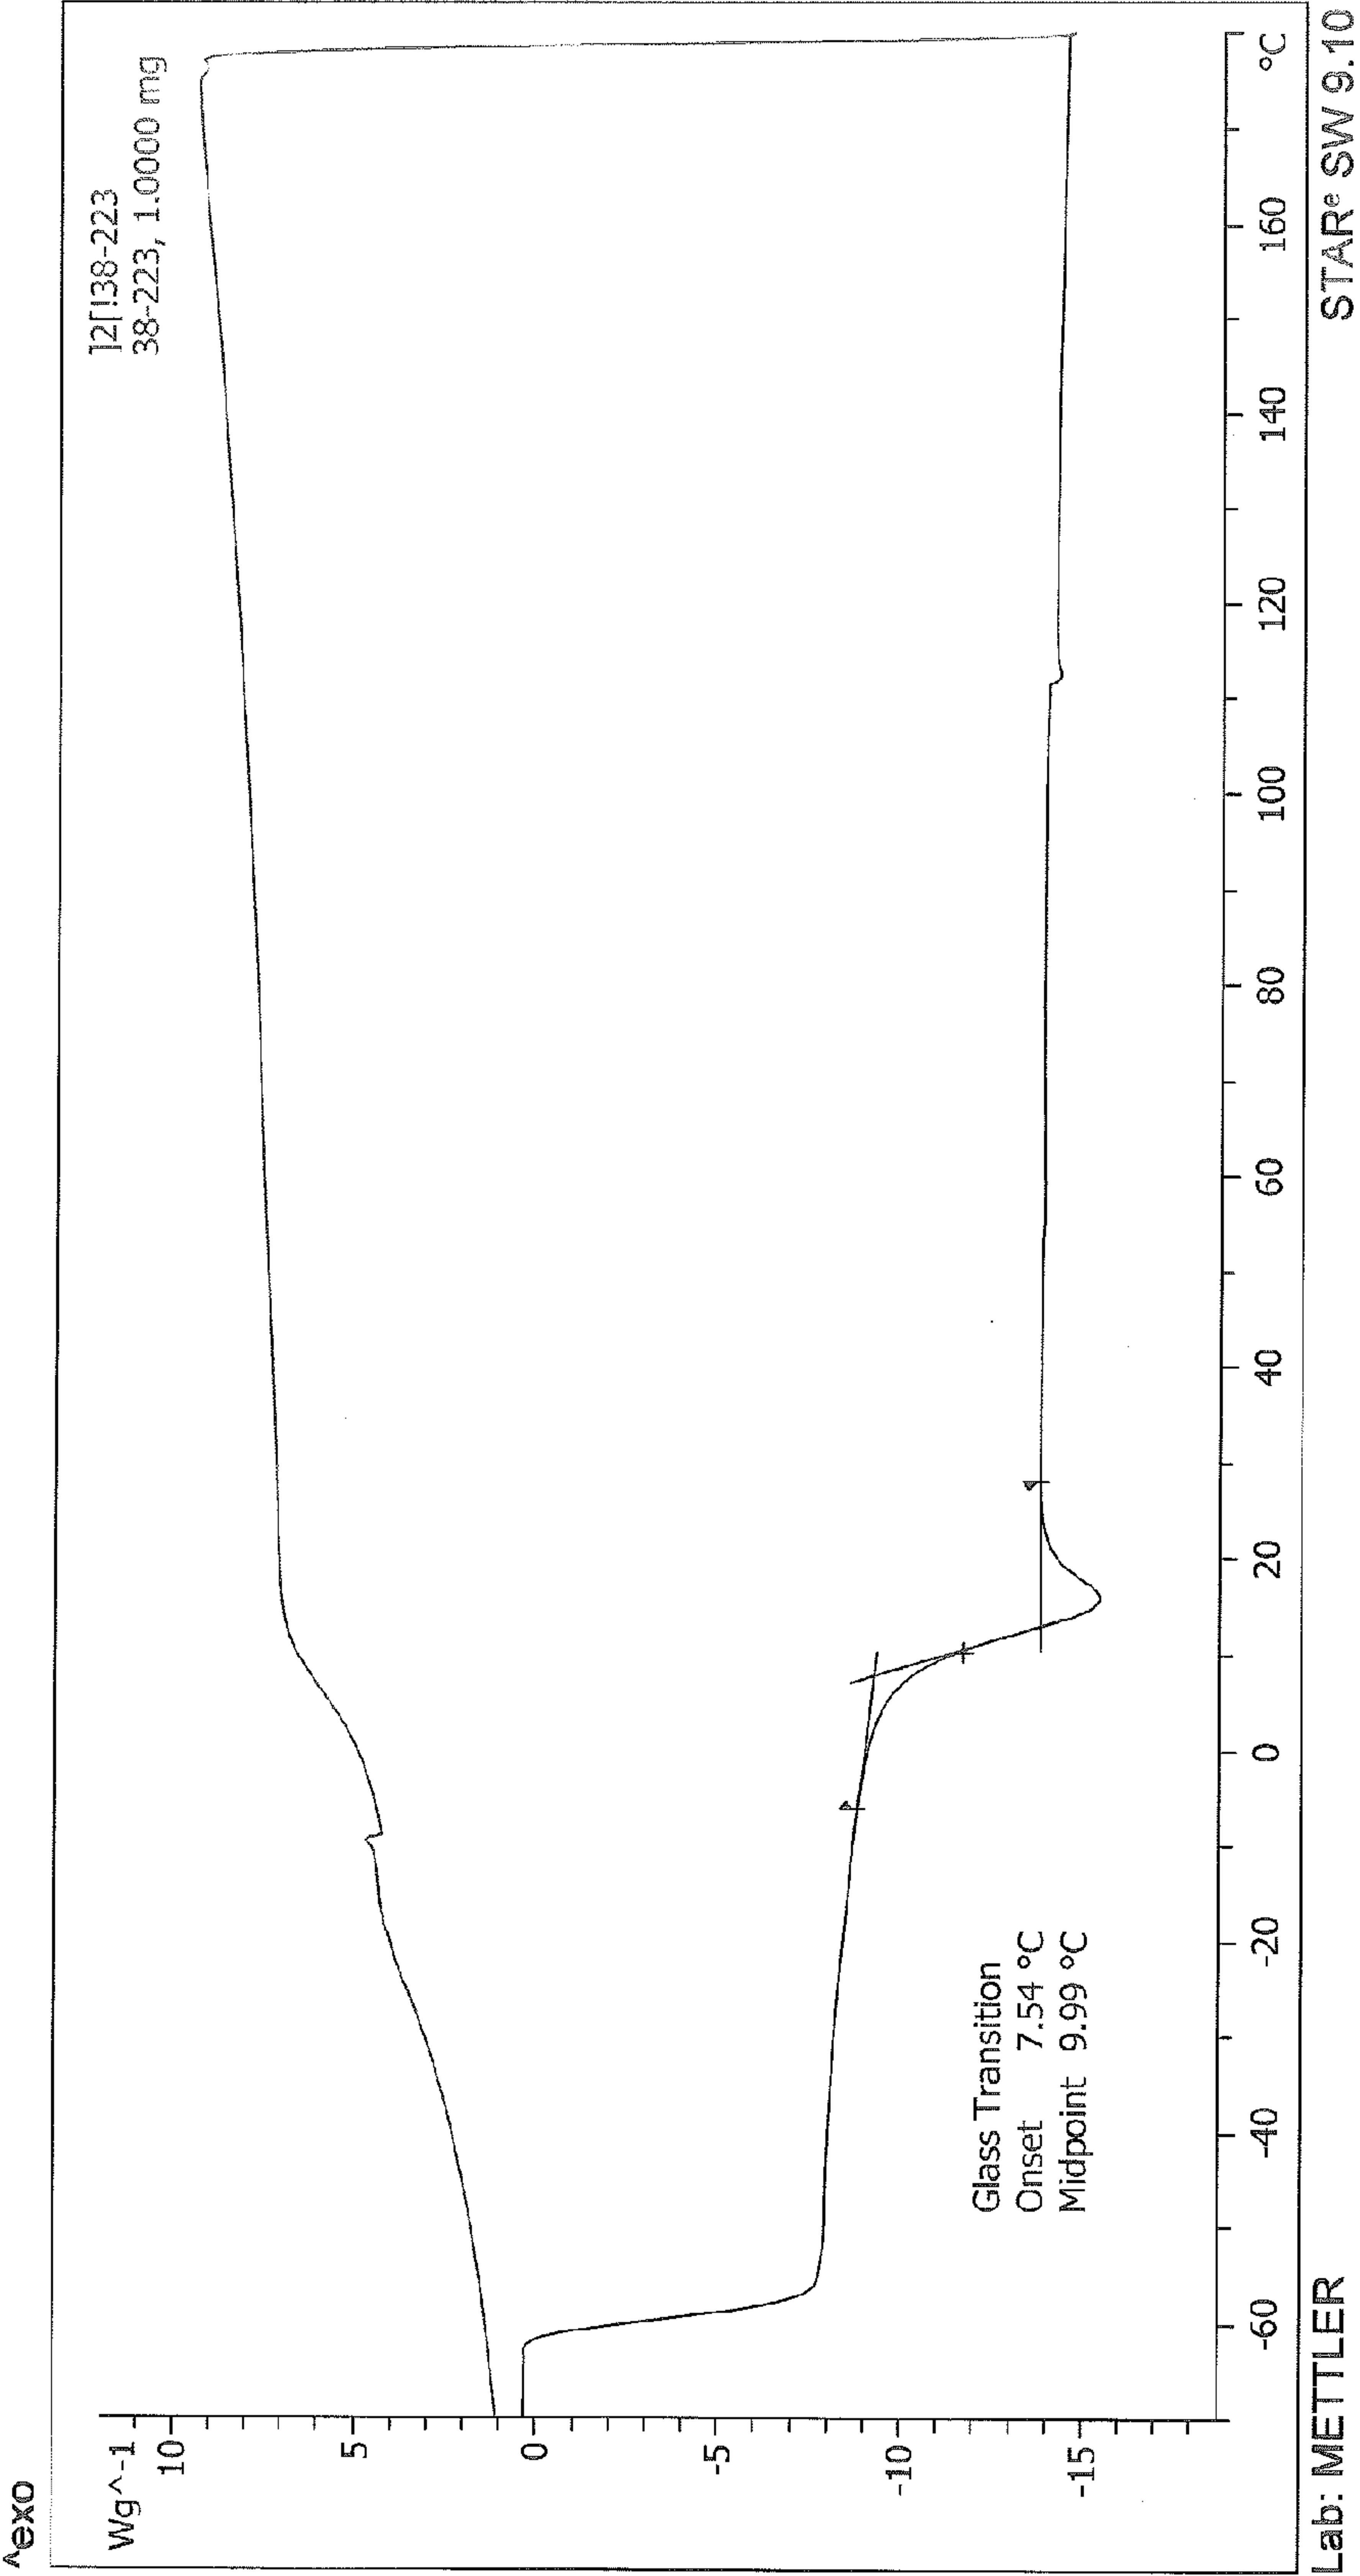 ^exo
]2[!38-223
38-223, 1.0000 mg
Wg^-1
10
5
0
-5
-10
-15
Glass Transition
Onset 7.54 °C
Midpoint 9.99 °C
-60 -40 -20 0 20 40 60 80 100 120 140 160 °C
Lab: METTLER STARe SW 9.10